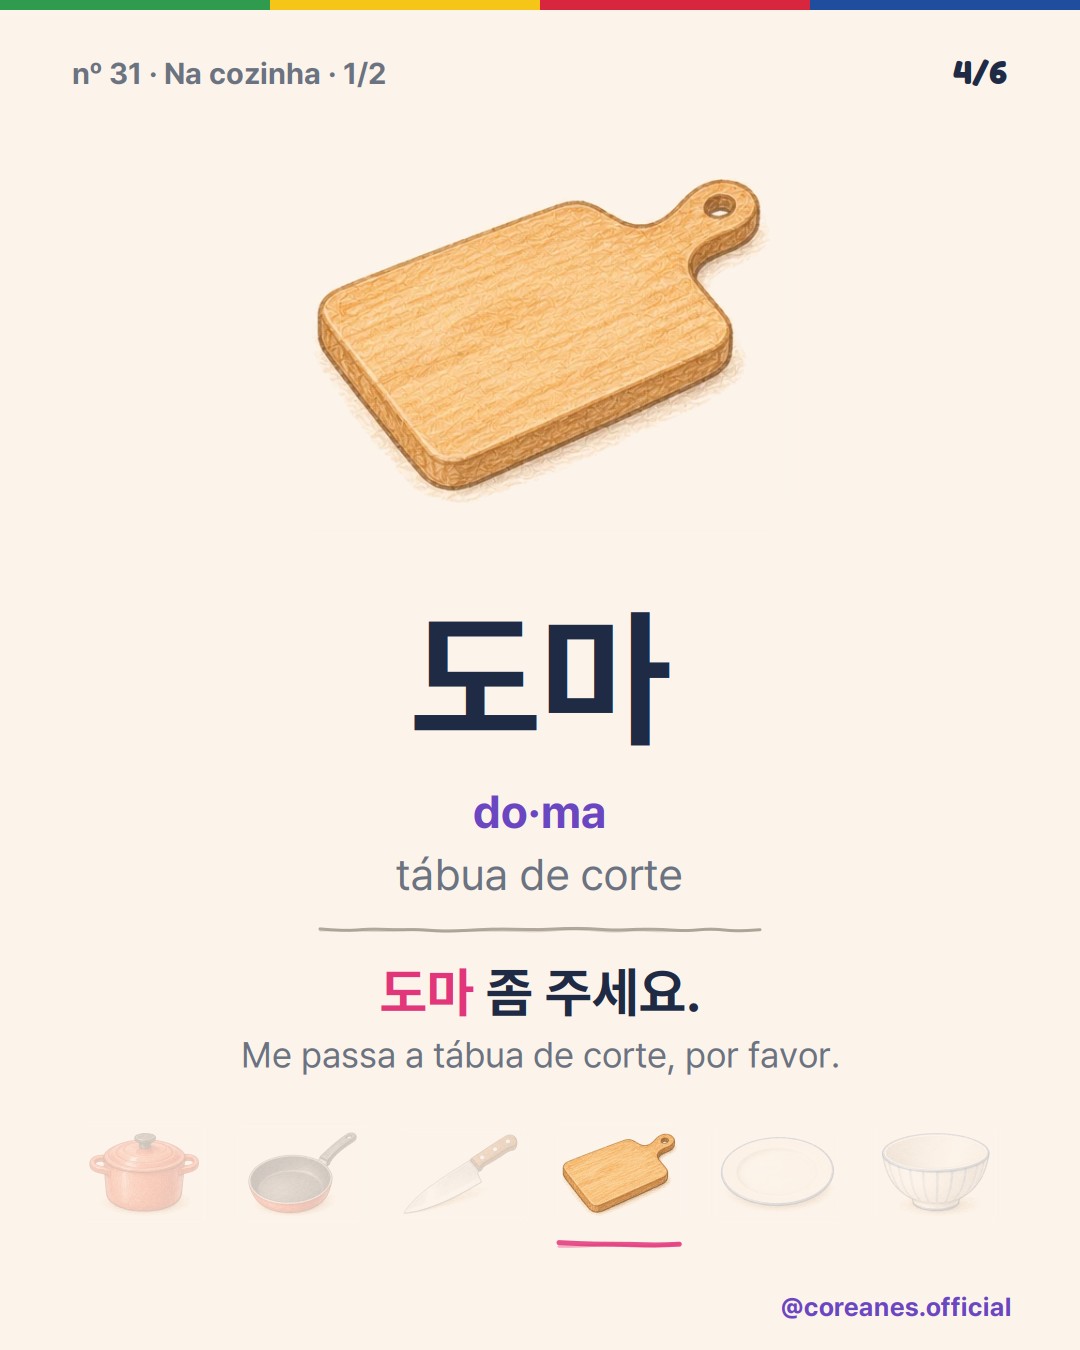 nº 31 · Na cozinha · 1/2
4/6
도마
do·ma
tábua de corte
도마 좀 주세요.
Me passa a tábua de corte, por favor.
@coreanes.official